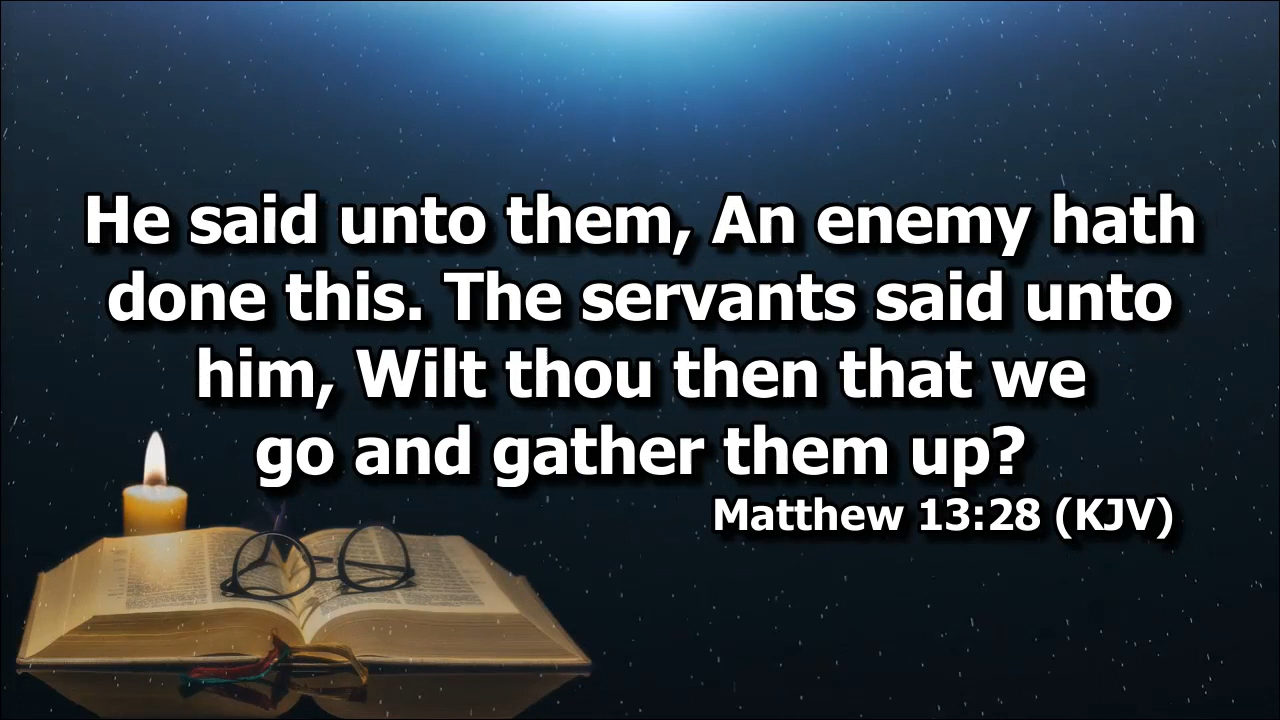 He said unto them, An enemy hath
done this. The servants said unto
him, Wilt thou then that we
go and gather them up?
Matthew 13:28 (KJV)